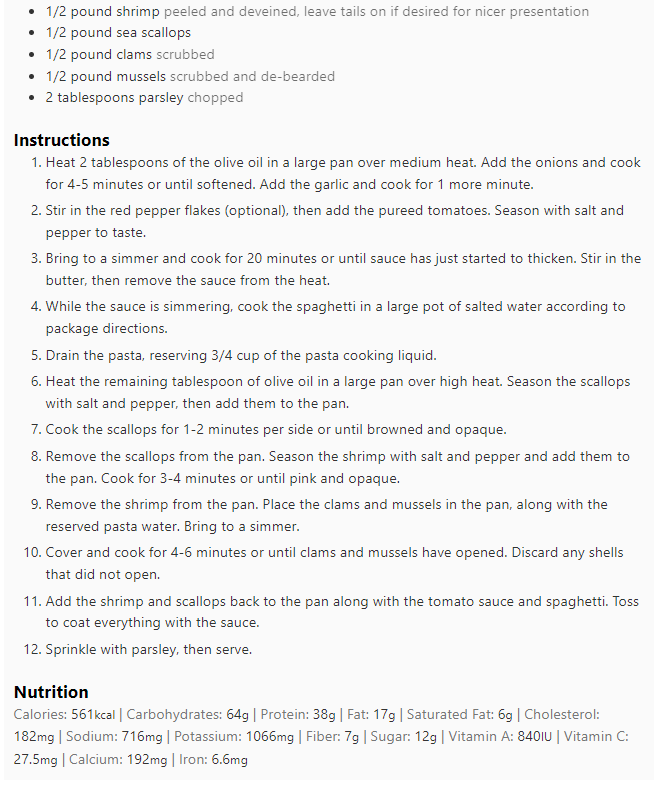 • 1/2 pound shrimp peeled and deveined, leave tails on if desired for nicer presentation
• 1/2 pound sea scallops
• 1/2 pound clams scrubbed
• 1/2 pound mussels scrubbed and de-bearded
• 2 tablespoons parsley chopped
Instructions
1. Heat 2 tablespoons of the olive oil in a large pan over medium heat. Add the onions and cook
for 4-5 minutes or until softened. Add the garlic and cook for 1 more minute.
2. Stir in the red pepper flakes (optional), then add the pureed tomatoes. Season with salt and
pepper to taste.
3. Bring to a simmer and cook for 20 minutes or until sauce has just started to thicken. Stir in the
butter, then remove the sauce from the heat.
4. While the sauce is simmering, cook the spaghetti in a large pot of salted water according to
package directions.
5. Drain the pasta, reserving 3/4 cup of the pasta cooking liquid.
6. Heat the remaining tablespoon of olive oil in a large pan over high heat. Season the scallops
with salt and pepper, then add them to the pan.
7. Cook the scallops for 1-2 minutes per side or until browned and opaque.
8. Remove the scallops from the pan. Season the shrimp with salt and pepper and add them to
the pan. Cook for 3-4 minutes or until pink and opaque.
9. Remove the shrimp from the pan. Place the clams and mussels in the pan, along with the
reserved pasta water. Bring to a simmer.
10. Cover and cook for 4-6 minutes or until clams and mussels have opened. Discard any shells
that did not open.
11. Add the shrimp and scallops back to the pan along with the tomato sauce and spaghetti. Toss
to coat everything with the sauce.
12. Sprinkle with parsley, then serve.
Nutrition
Calories: 561kcal | Carbohydrates: 64g | Protein: 38g | Fat: 17g | Saturated Fat: 6g | Cholesterol:
182mg | Sodium: 716mg | Potassium: 1066mg | Fiber: 7g | Sugar: 12g | Vitamin A: 840IU | Vitamin C:
27.5mg | Calcium: 192mg | Iron: 6.6mg